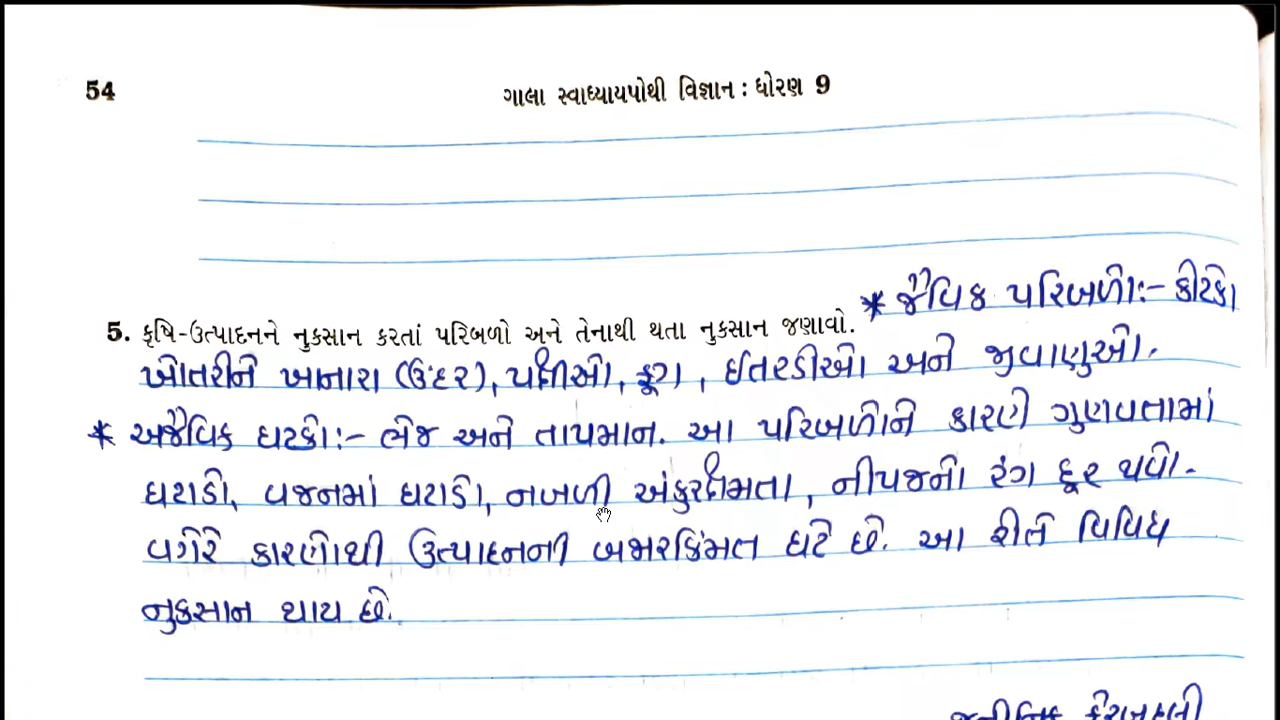 54
ગાલા સ્વાધ્યાયપોથી વિજ્ઞાન : ધોરણ 9
* જૈવિક પરિબળો:- કીટકો
5. કૃષિ-ઉત્પાદનને નુકસાન કરતાં પરિબળો અને તેનાથી થતા નુકસાન જણાવો.
ખોતરીને ખાનારા (ઉંદર), પક્ષીઓ, ફૂગ, ઈતરડીઓ અને જીવાણુઓ.
* અજૈવિક ઘટકો:- ભેજ અને તાપમાન. આ પરિબળોને કારણે ગુણવતામાં
ઘટાડો, વજનમાં ઘટાડો, નબળી અંકુરક્ષમતા, નીપજનો રંગ દૂર થવો.
વગેરે કારણોથી ઉત્પાદનની બજારકિંમત ઘટે છે. આ રીતે વિવિધ
નુકસાન થાય છે.